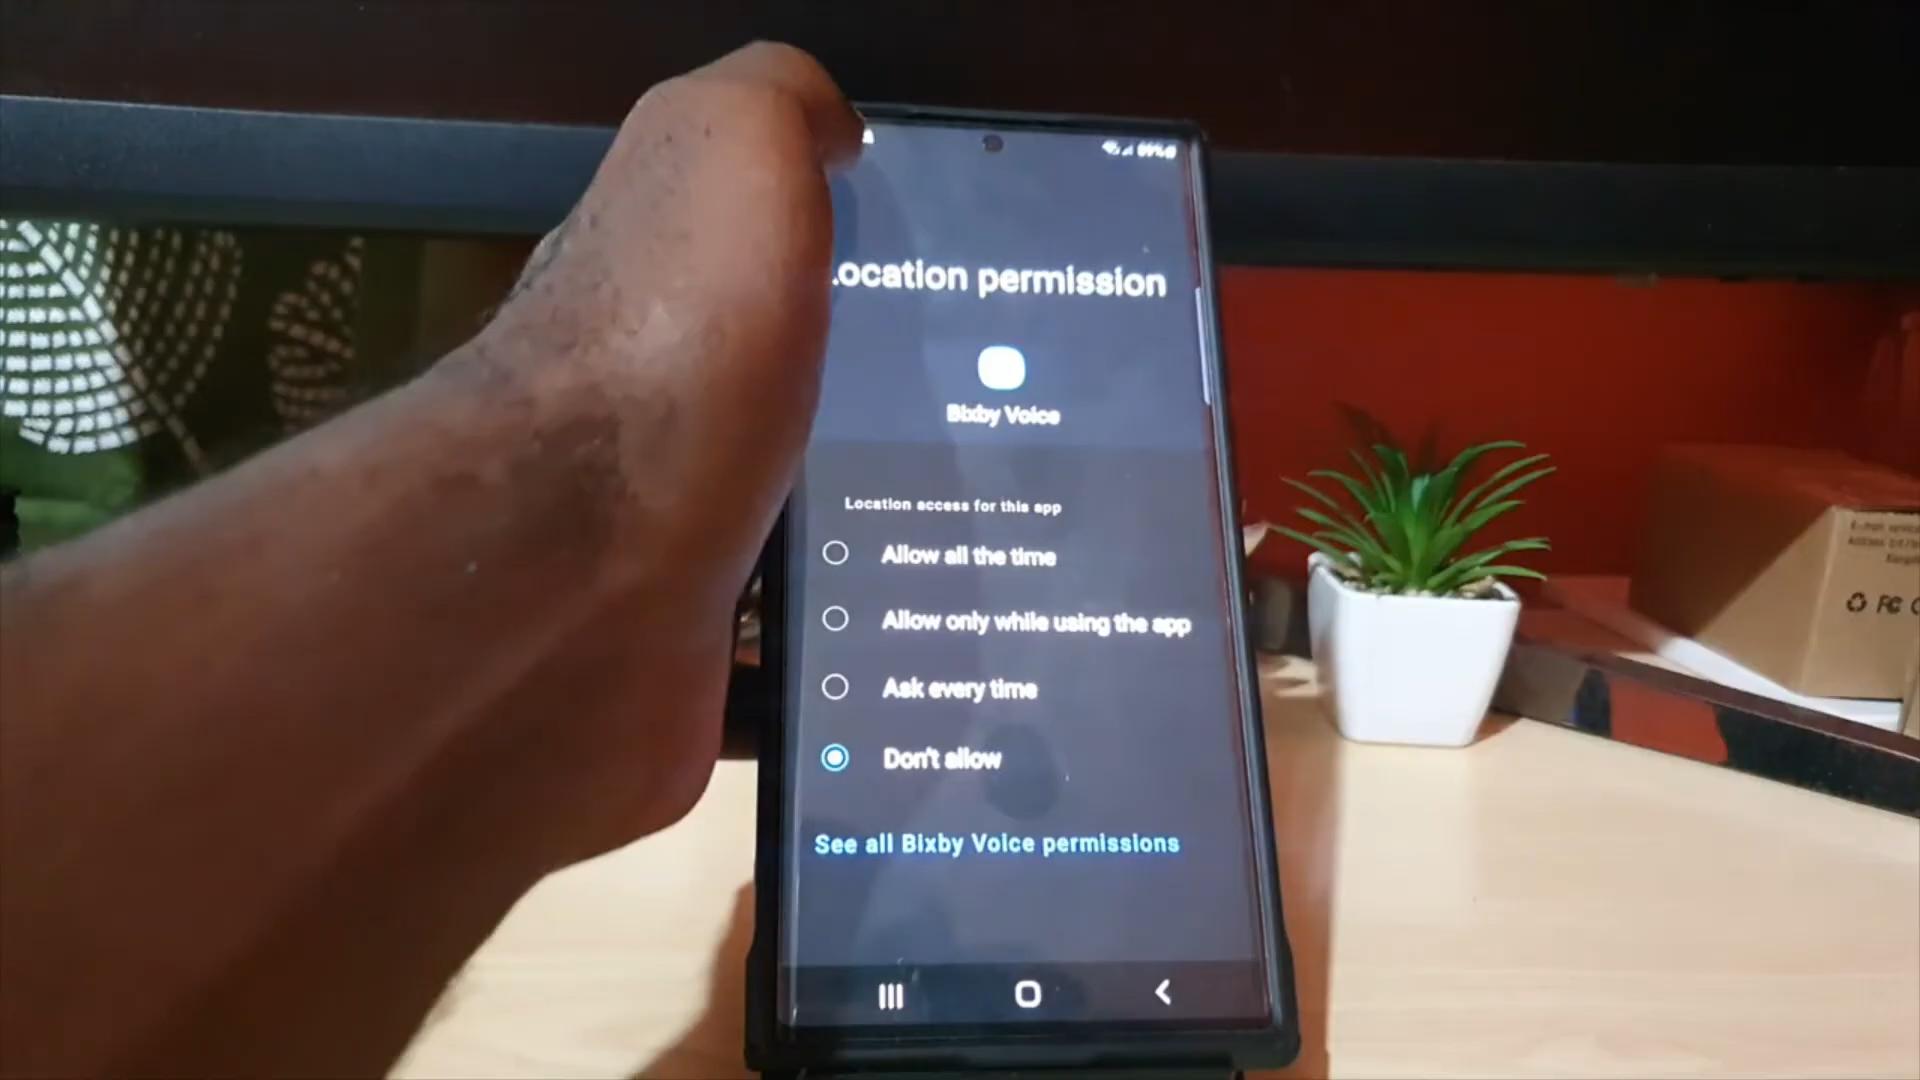 ocation permission
Bixby Voice
Location access for this app
Allow all the time
Allow only while using the app
Ask every time
Don't allow
See all Bixby Voice permissions
FC